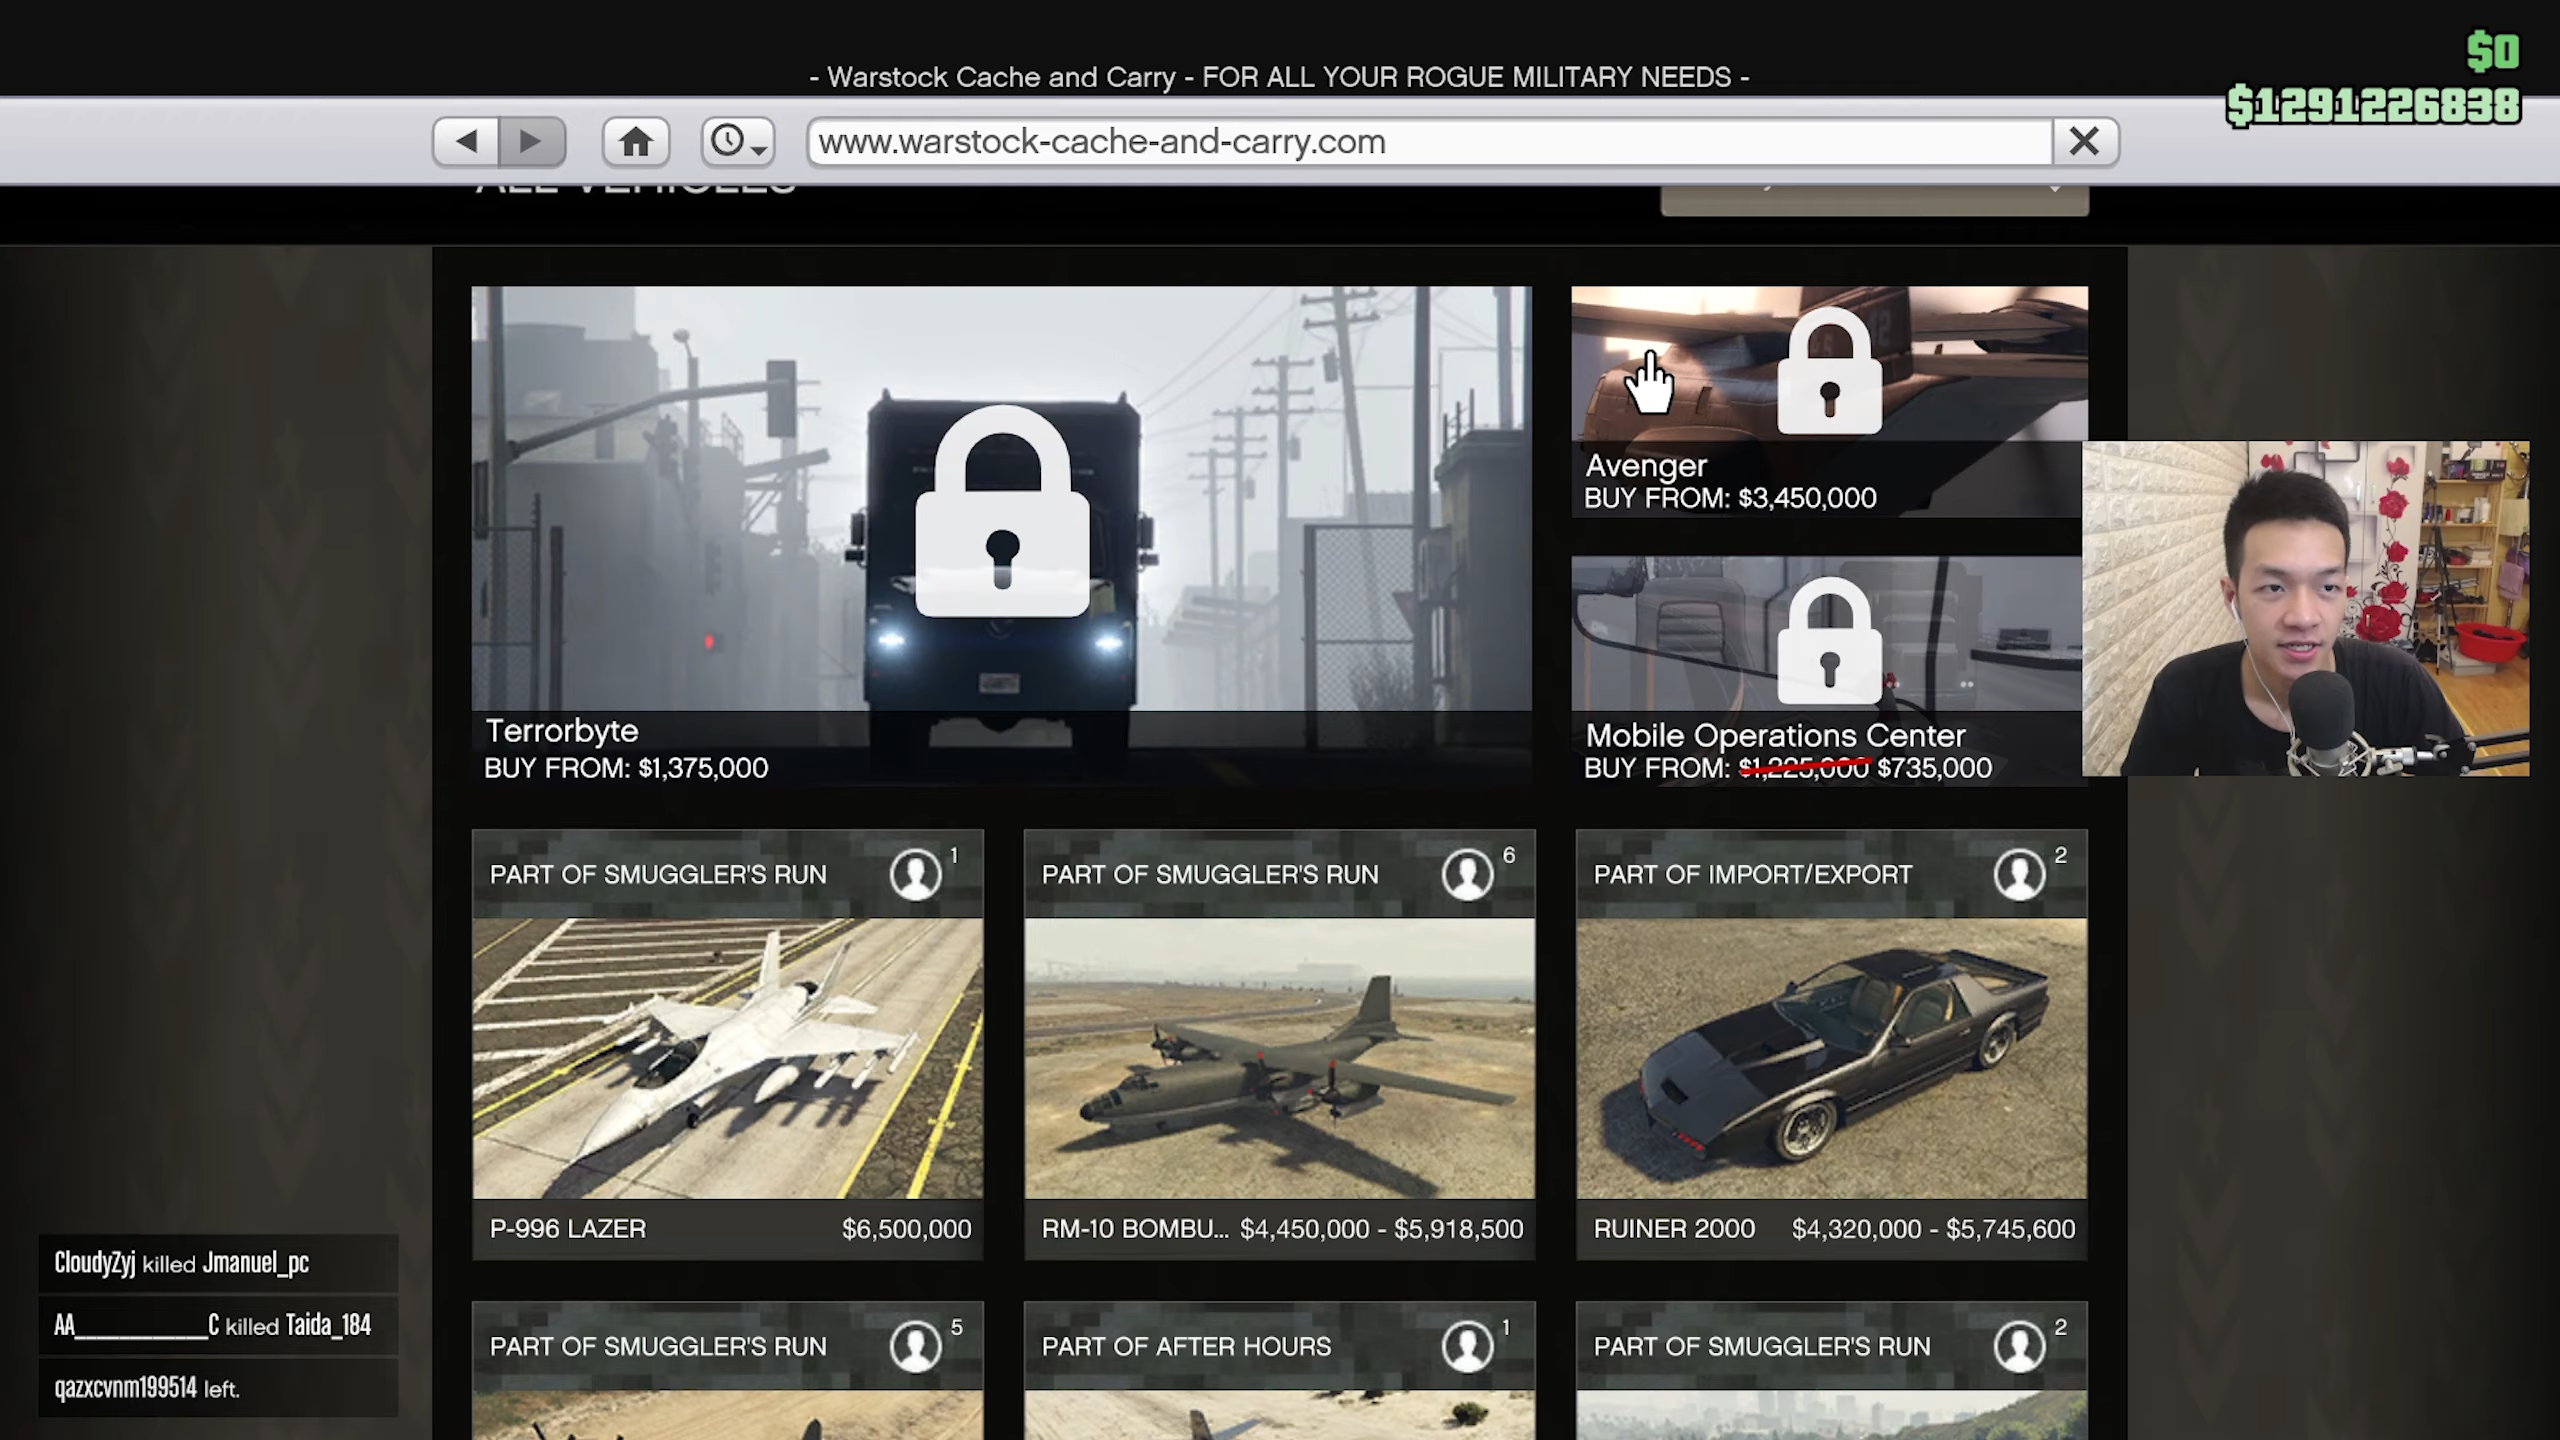 - Warstock Cache and Carry - FOR ALL YOUR ROGUE MILITARY NEEDS -
$0
$1291226838
www.warstock-cache-and-carry.com
ALL VEHICLES
Avenger
BUY FROM: $3,450,000
Terrorbyte
BUY FROM: $1,375,000
Mobile Operations Center
BUY FROM: $1,225,000 $735,000
PART OF SMUGGLER'S RUN 1
PART OF SMUGGLER'S RUN 6
PART OF IMPORT/EXPORT 2
P-996 LAZER $6,500,000
RM-10 BOMBU... $4,450,000 - $5,918,500
RUINER 2000 $4,320,000 - $5,745,600
CloudyZyj killed Jmanuel_pc
AA____________C killed Taida_184
qazxcvnm199514 left.
PART OF SMUGGLER'S RUN 5
PART OF AFTER HOURS 1
PART OF SMUGGLER'S RUN 2